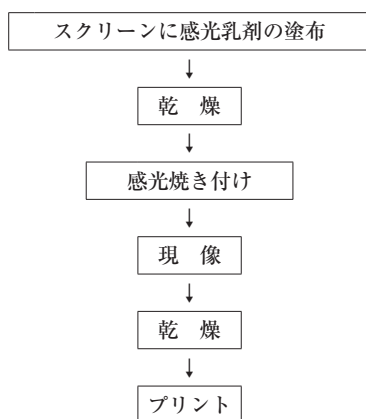 スクリーンに感光乳剤の塗布
乾　燥
感光焼き付け
現　像
乾　燥
プリント